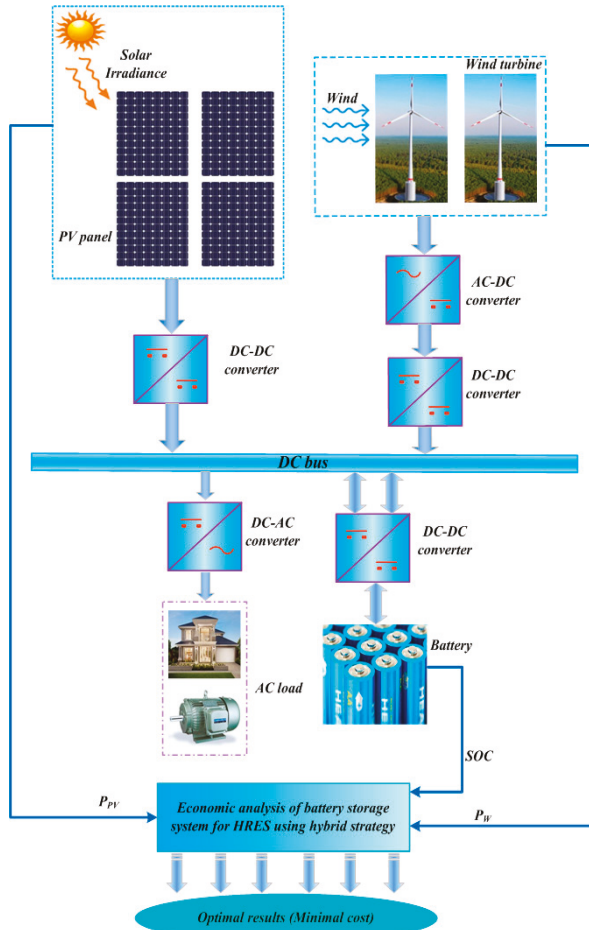 Solar
Irradiance
PV panel
Wind turbine
Wind
AC-DC
converter
DC-DC
converter
DC-DC
converter
DC bus
DC-AC
converter
DC-DC
converter
AC load
Battery
SOC
P_PV
P_W
Economic analysis of battery storage
system for HRES using hybrid strategy
Optimal results (Minimal cost)